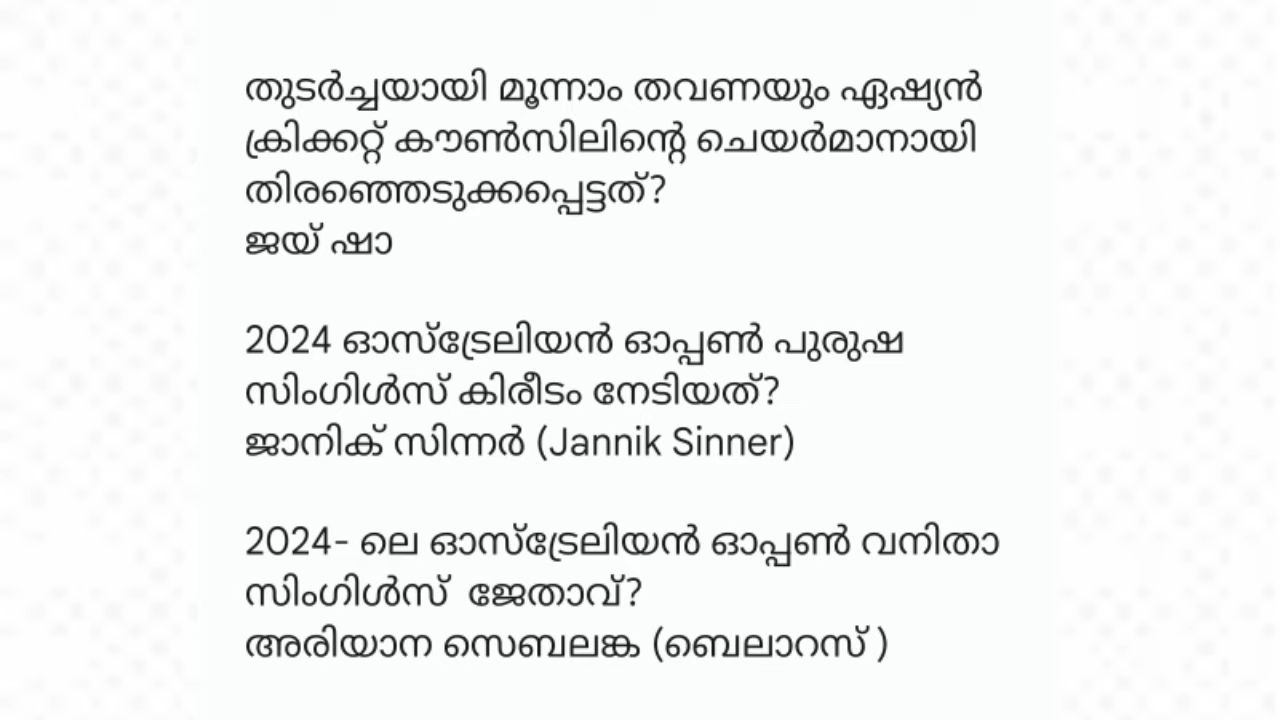 തുടർച്ചയായി മൂന്നാം തവണയും ഏഷ്യൻ
ക്രിക്കറ്റ് കൗൺസിലിന്റെ ചെയർമാനായി
തിരഞ്ഞെടുക്കപ്പെട്ടത്?
ജയ് ഷാ
2024 ഓസ്ട്രേലിയൻ ഓപ്പൺ പുരുഷ
സിംഗിൾസ് കിരീടം നേടിയത്?
ജാനിക് സിന്നർ (Jannik Sinner)
2024- ലെ ഓസ്ട്രേലിയൻ ഓപ്പൺ വനിതാ
സിംഗിൾസ്  ജേതാവ്?
അരിയാന സെബലങ്ക (ബെലാറസ് )